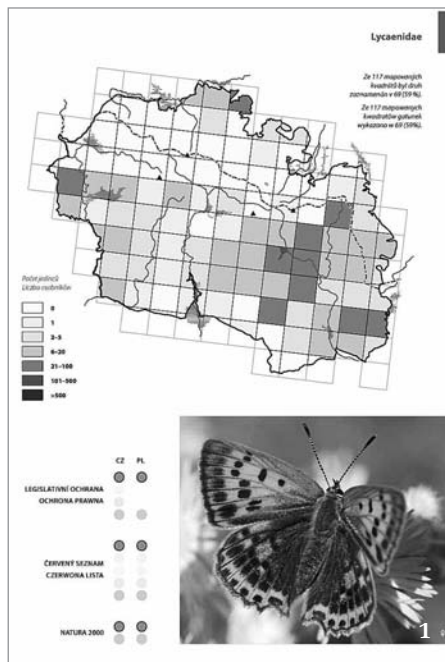 Lycaenidae
Ze 117 mapovaných
kvadrátů byl druh
zaznamenán v 69 (59 %).
Ze 117 mapowanych
kwadratów gatunek
wykazano w 69 (59%).
Počet jedinců
Liczba osobników
0
1
2–5
6–20
21–100
101–500
>500
CZ PL
LEGISLATIVNÍ OCHRANA
OCHRONA PRAWNA
ČERVENÝ SEZNAM
CZERWONA LISTA
NATURA 2000
1